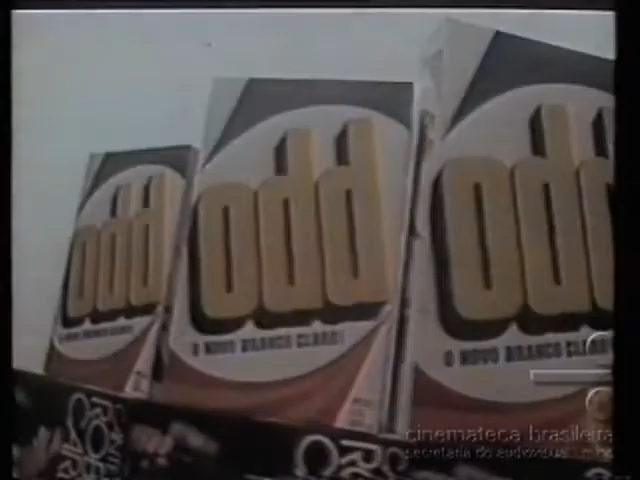 odd
odd
odd
O NOVO BRANCO CLARO!
O NOVO BRANCO CLARO!
O NOVO BRANCO CLARO!
cinemateca brasileira
secretaria do audiovisual